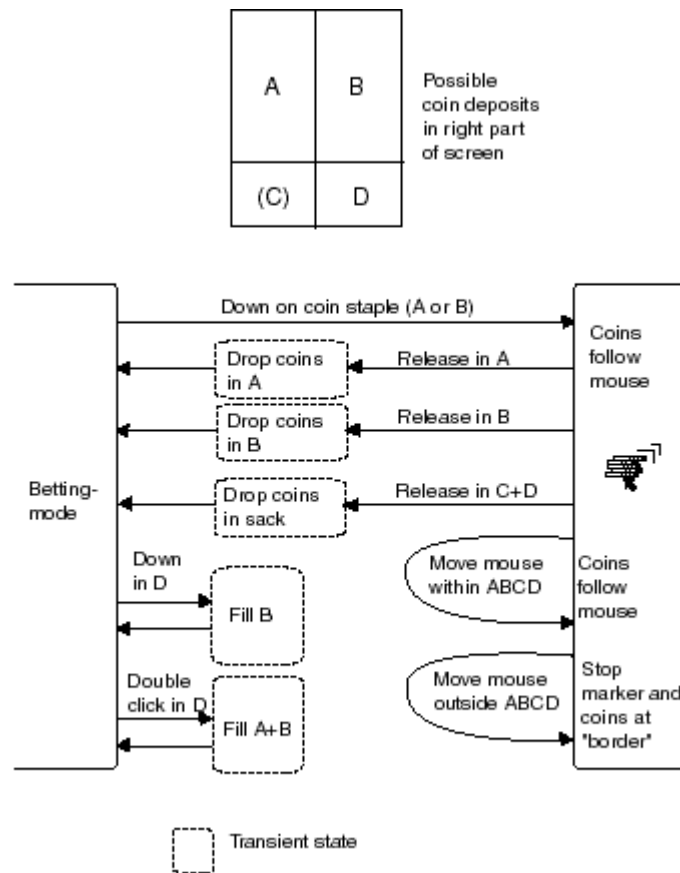 A
B
Possible
coin deposits
in right part
of screen
(C)
D
Down on coin staple (A or B)
Coins
follow
mouse
Drop coins
in A
Release in A
Drop coins
in B
Release in B
Betting-
mode
Drop coins
in sack
Release in C+D
Down
in D
Fill B
Move mouse
within ABCD
Coins
follow
mouse
Double
click in D
Fill A+B
Move mouse
outside ABCD
Stop
marker and
coins at
"border"
Transient state